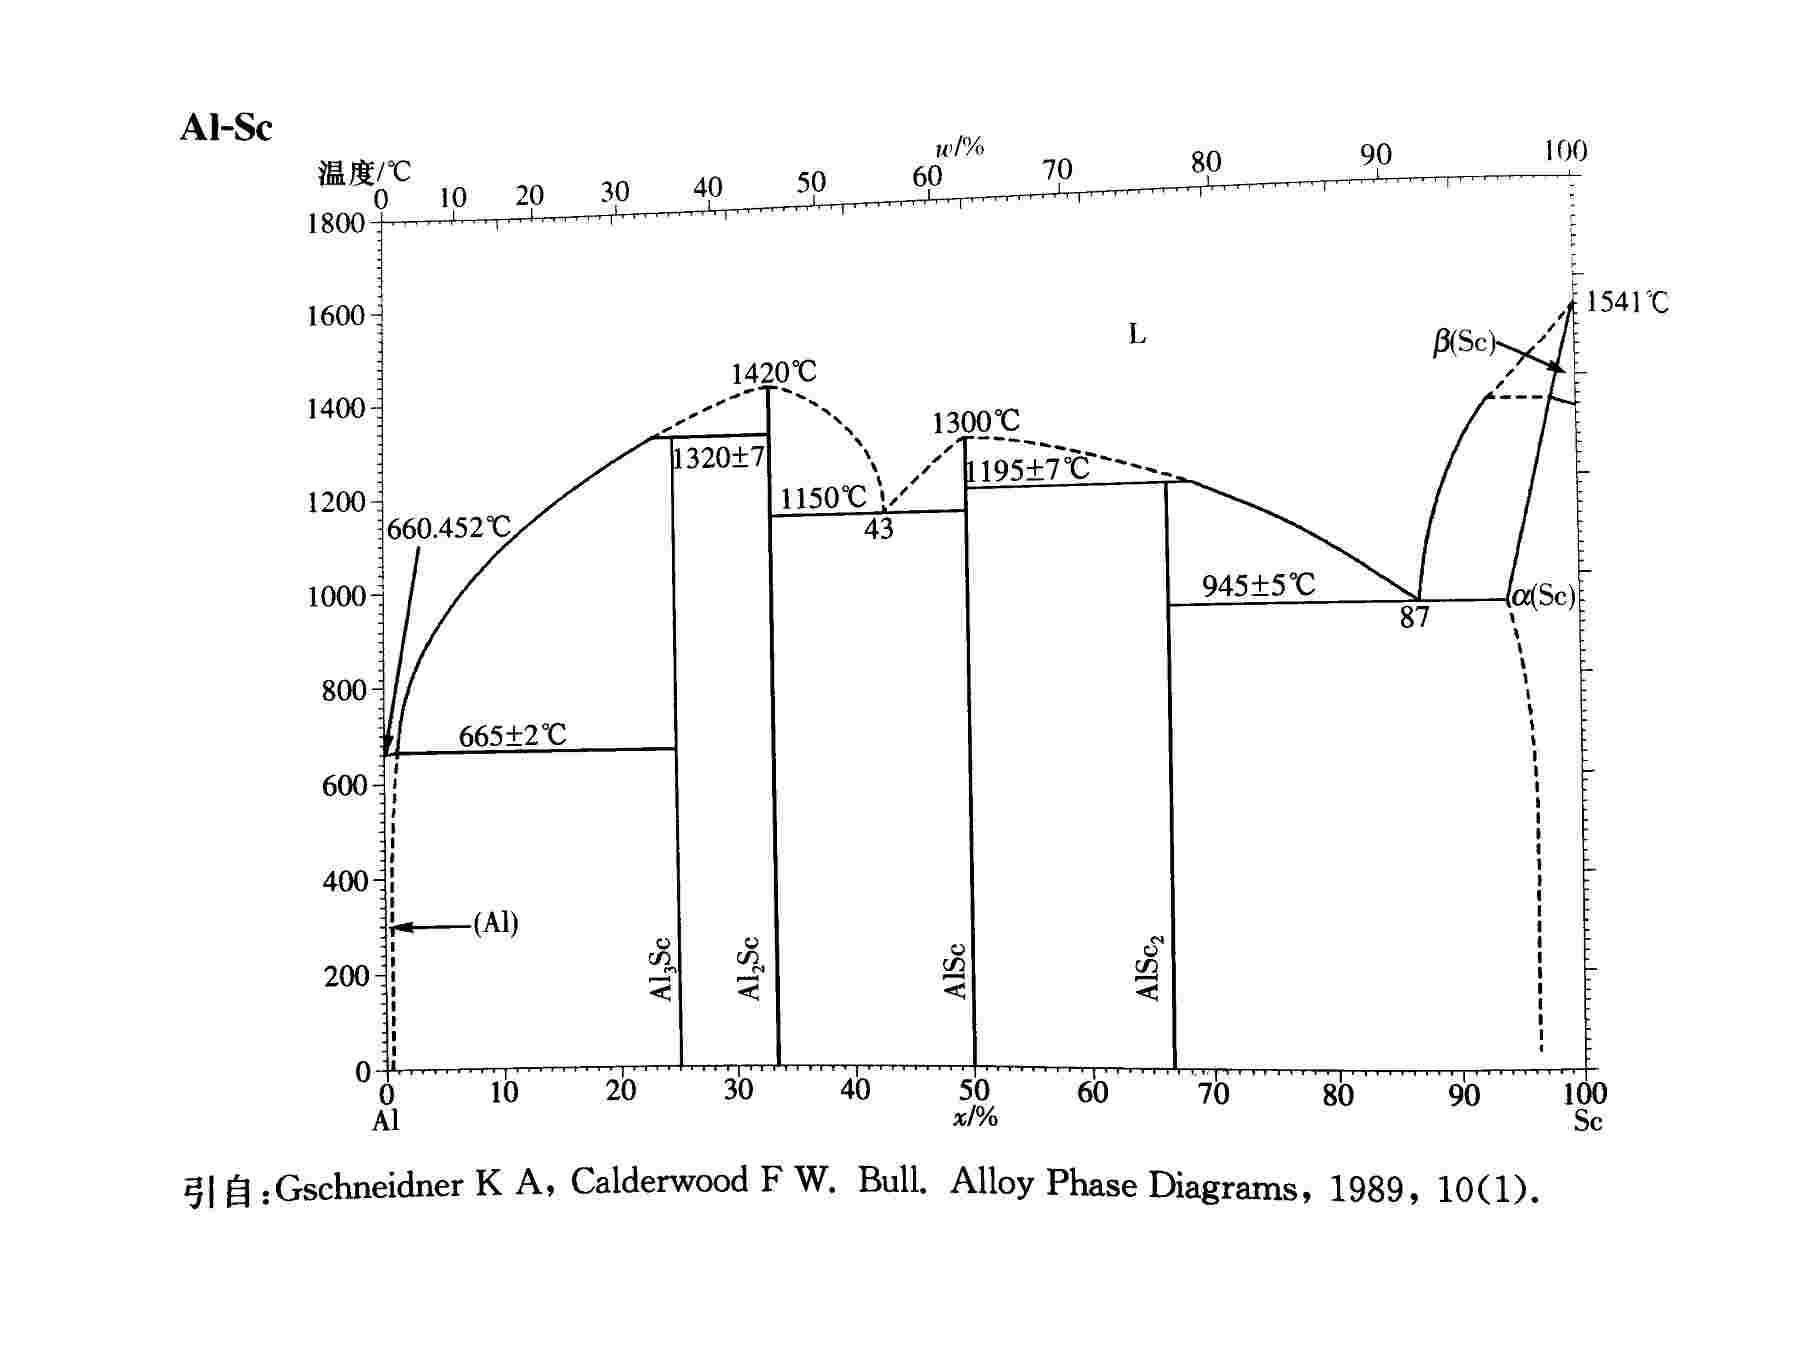 Al-Sc
w/%
温度/℃
0 10 20 30 40 50 60 70 80 90 100
1800
1600
1541℃
L
β(Sc)
1420℃
1400
1300℃
1320±7
1195±7℃
1200
1150℃
43
660.452℃
1000
945±5℃
α(Sc)
87
800
665±2℃
600
400
(Al)
Al₃Sc
Al₂Sc
AlSc
AlSc₂
200
0
0 10 20 30 40 50 60 70 80 90 100
Al
x/%
Sc
引自:Gschneidner K A, Calderwood F W. Bull. Alloy Phase Diagrams, 1989, 10(1).